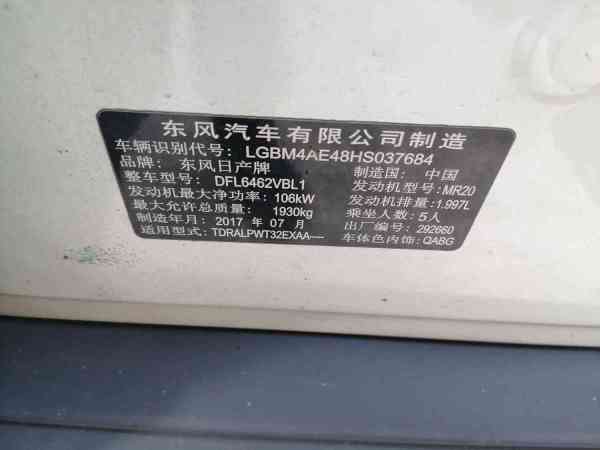 东风汽车有限公司制造
车辆识别代号: LGBM4AE48HS037684
品牌: 东风日产牌 制造国: 中国
整车型号: DFL6462VBL1 发动机型号:MR20
发动机最大净功率: 106kW 发动机排量:1.997L
最大允许总质量: 1930kg 乘坐人数:5人
制造年月:2017 年 07 月 出厂编号: 292660
适用型式:TDRALPWT32EXAA---- 车体色内饰:QABG